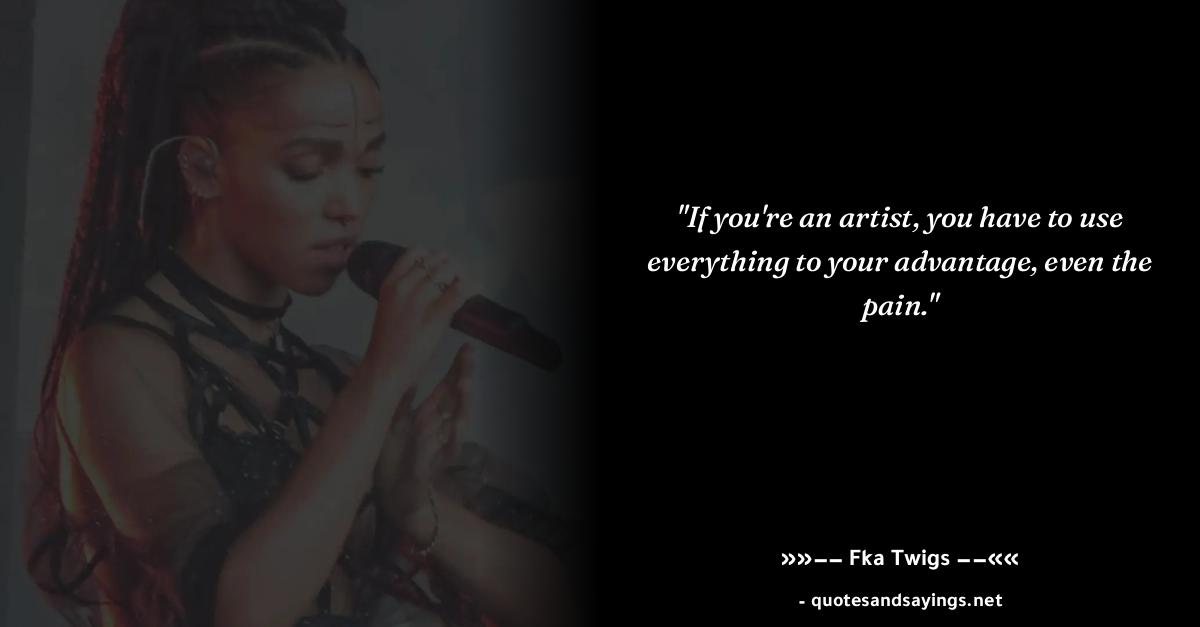 "If you're an artist, you have to use
everything to your advantage, even the
pain."
»»−− Fka Twigs −−««
- quotesandsayings.net